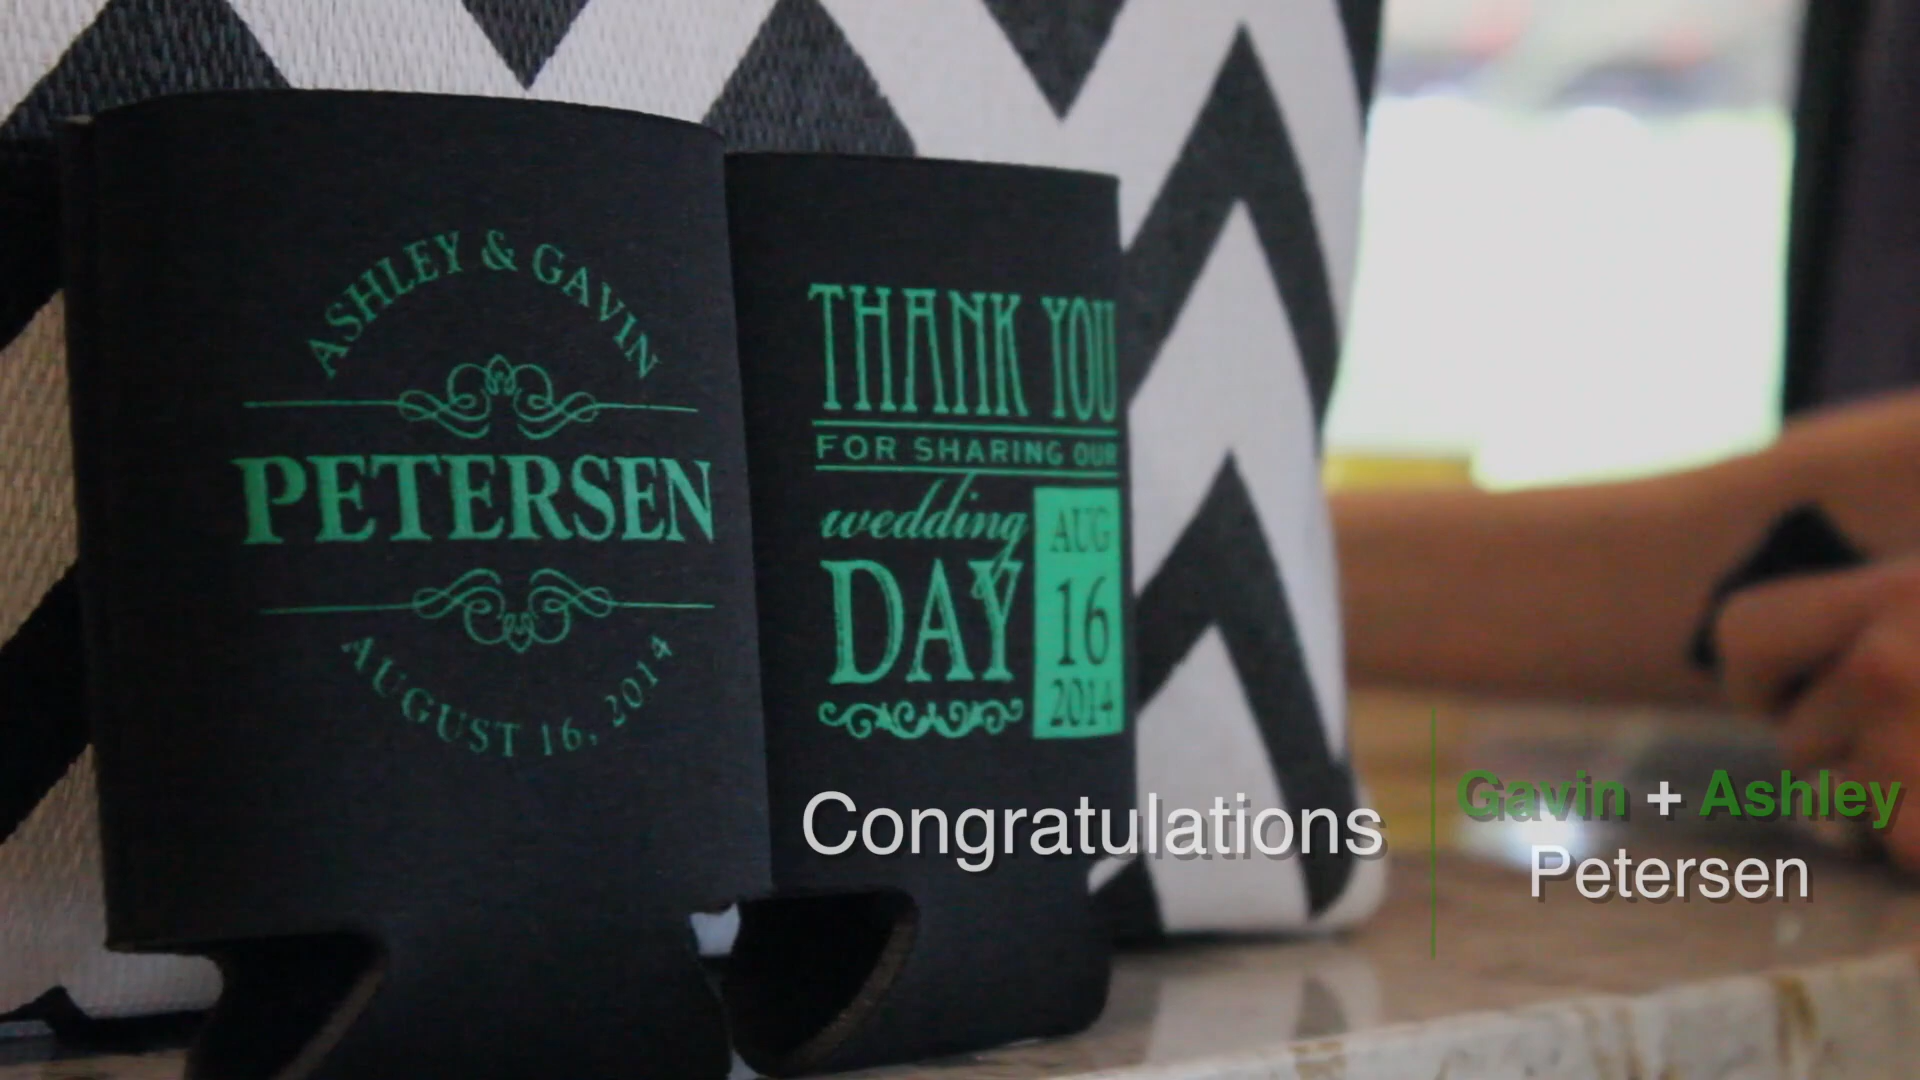 ASHLEY & GAVIN
PETERSEN
AUGUST 16, 2014
THANK YOU
FOR SHARING OUR
wedding
DAY
AUG
16
2014
Congratulations
Gavin + Ashley
Petersen